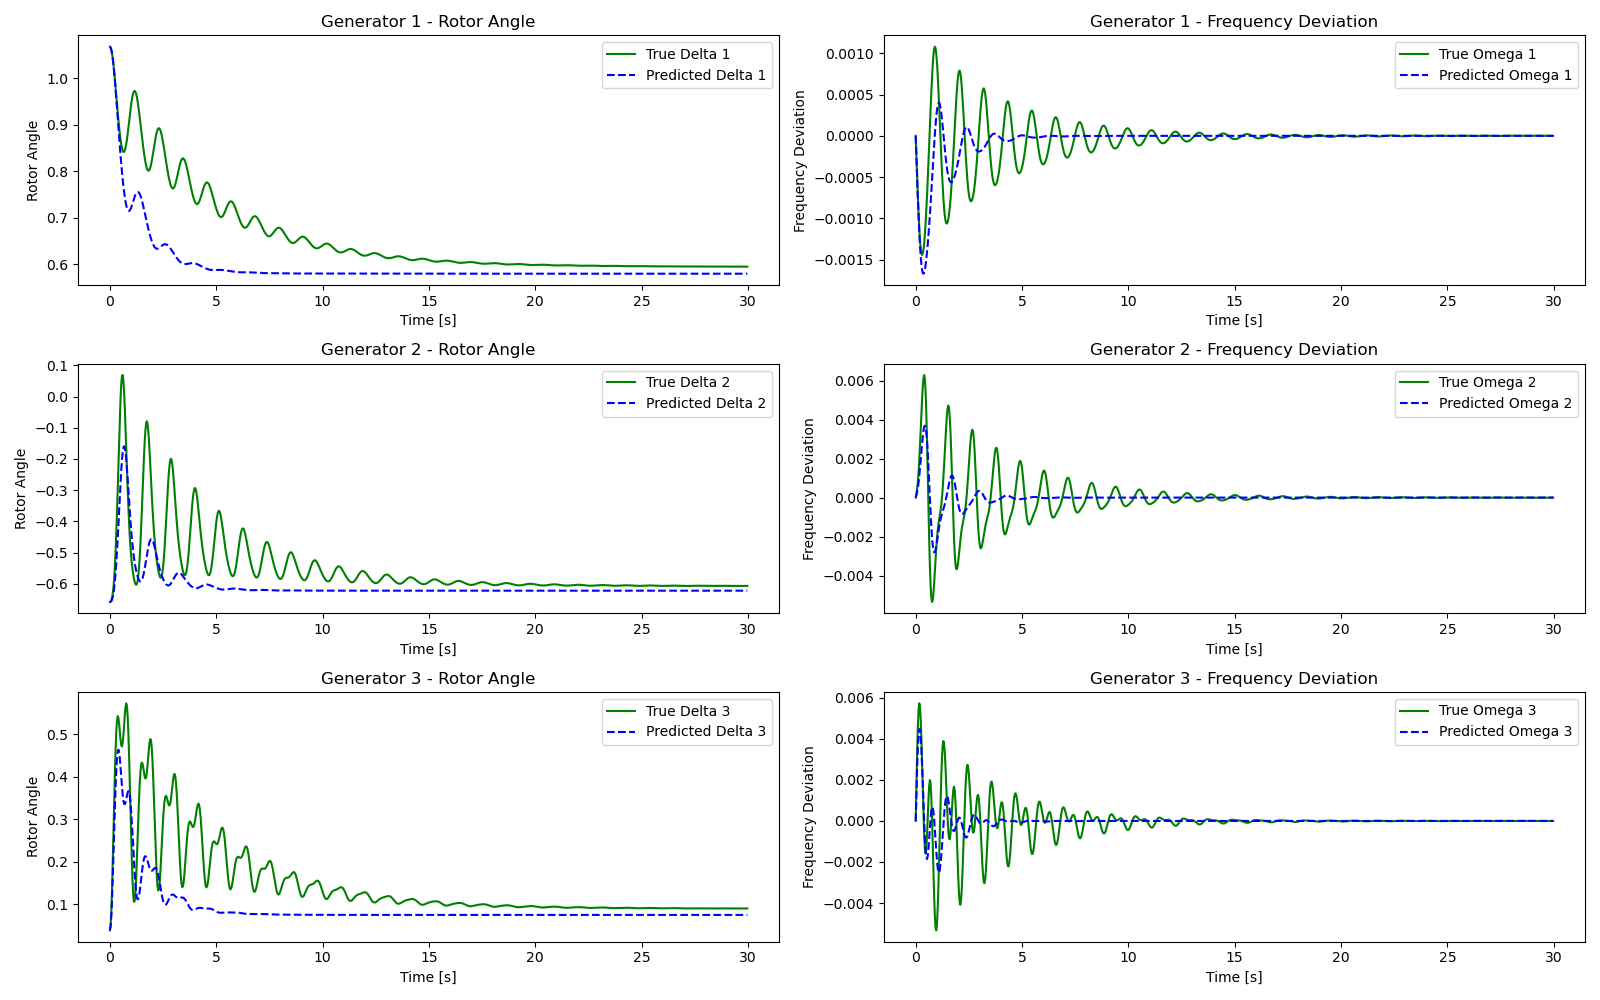 Generator 1 - Rotor Angle
Rotor Angle
1.0
0.9
0.8
0.7
0.6
0
5
10
15
20
25
30
Time [s]
True Delta 1
Predicted Delta 1
Generator 1 - Frequency Deviation
Frequency Deviation
0.0010
0.0005
0.0000
−0.0005
−0.0010
−0.0015
0
5
10
15
20
25
30
Time [s]
True Omega 1
Predicted Omega 1
Generator 2 - Rotor Angle
Rotor Angle
0.1
0.0
−0.1
−0.2
−0.3
−0.4
−0.5
−0.6
0
5
10
15
20
25
30
Time [s]
True Delta 2
Predicted Delta 2
Generator 2 - Frequency Deviation
Frequency Deviation
0.006
0.004
0.002
0.000
−0.002
−0.004
0
5
10
15
20
25
30
Time [s]
True Omega 2
Predicted Omega 2
Generator 3 - Rotor Angle
Rotor Angle
0.5
0.4
0.3
0.2
0.1
0
5
10
15
20
25
30
Time [s]
True Delta 3
Predicted Delta 3
Generator 3 - Frequency Deviation
Frequency Deviation
0.006
0.004
0.002
0.000
−0.002
−0.004
0
5
10
15
20
25
30
Time [s]
True Omega 3
Predicted Omega 3